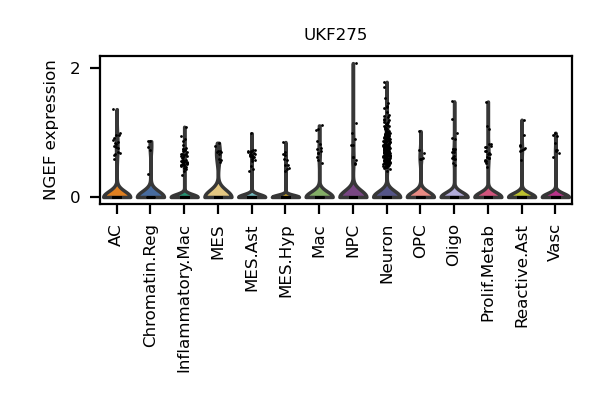 UKF275
NGEF expression
2
0
AC
Chromatin.Reg
Inflammatory.Mac
MES
MES.Ast
MES.Hyp
Mac
NPC
Neuron
OPC
Oligo
Prolif.Metab
Reactive.Ast
Vasc